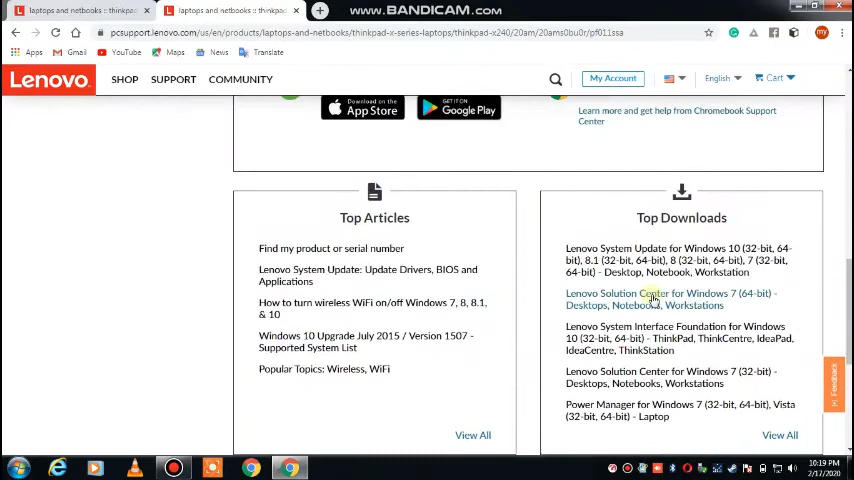 laptops and netbooks :: thinkpad
laptops and netbooks :: thinkpad
WWW.BANDICAM.COM
pcsupport.lenovo.com/us/en/products/laptops-and-netbooks/thinkpad-x-series-laptops/thinkpad-x240/20am/20ams0bu0r/pf011ssa
Apps
Gmail
YouTube
Maps
News
Translate
Lenovo
SHOP
SUPPORT
COMMUNITY
My Account
English
Cart
Download on the
App Store
GET IT ON
Google Play
Learn more and get help from Chromebook Support
Center
Top Articles
Find my product or serial number
Lenovo System Update: Update Drivers, BIOS and
Applications
How to turn wireless WiFi on/off Windows 7, 8, 8.1,
& 10
Windows 10 Upgrade July 2015 / Version 1507 -
Supported System List
Popular Topics: Wireless, WiFi
View All
Top Downloads
Lenovo System Update for Windows 10 (32-bit, 64-
bit), 8.1 (32-bit, 64-bit), 8 (32-bit, 64-bit), 7 (32-bit,
64-bit) - Desktop, Notebook, Workstation
Lenovo Solution Center for Windows 7 (64-bit) -
Desktops, Notebooks, Workstations
Lenovo System Interface Foundation for Windows
10 (32-bit, 64-bit) - ThinkPad, ThinkCentre, IdeaPad,
IdeaCentre, ThinkStation
Lenovo Solution Center for Windows 7 (32-bit) -
Desktops, Notebooks, Workstations
Power Manager for Windows 7 (32-bit, 64-bit), Vista
(32-bit, 64-bit) - Laptop
View All
[+] Feedback
10:19 PM
2/17/2020